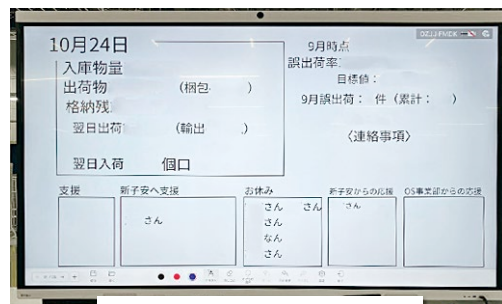 DZJJ-FMDK
10月24日
入庫物量
出荷物 (梱包 )
格納残
翌日出荷 (輸出 )
翌日入荷 個口
9月時点
誤出荷率:
目標値:
9月誤出荷: 件 (累計: )
〈連絡事項〉
支援
さん
新子安へ支援
お休み
さん さん
さん
なん
さん
新子安からの応援
さん
OS事業部からの応援